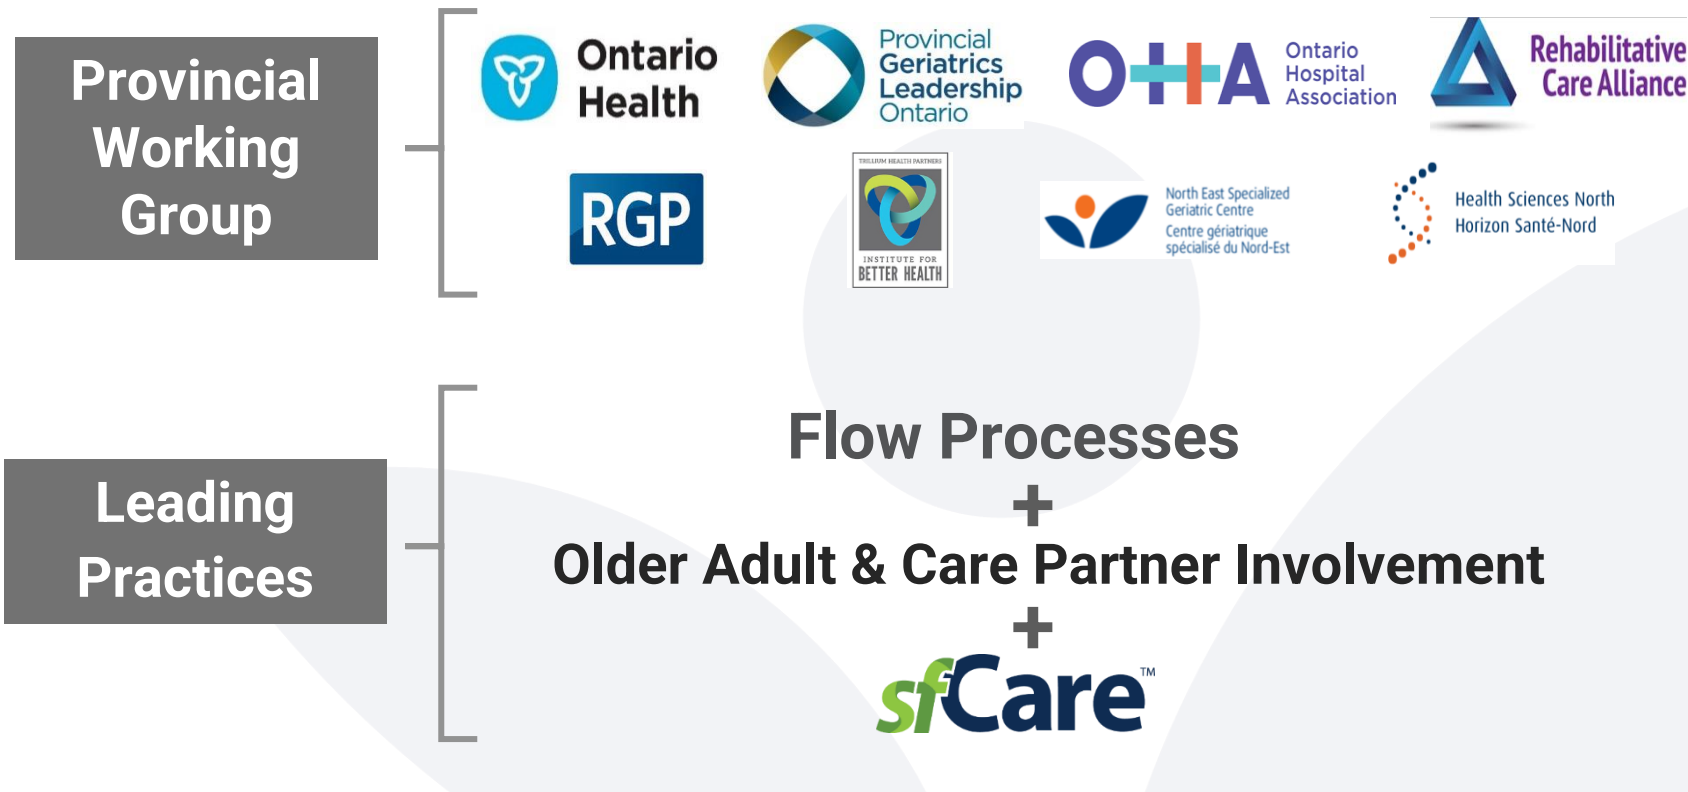 Provincial
Working
Group
Ontario
Health
Provincial
Geriatrics
Leadership
Ontario
OHA
Ontario
Hospital
Association
Rehabilitative
Care Alliance
RGP
TRILLIUM HEALTH PARTNERS
INSTITUTE FOR
BETTER HEALTH
North East Specialized
Geriatric Centre
Centre gériatrique
spécialisé du Nord-Est
Health Sciences North
Horizon Santé-Nord
Leading
Practices
Flow Processes
+
Older Adult & Care Partner Involvement
+
sfCare™